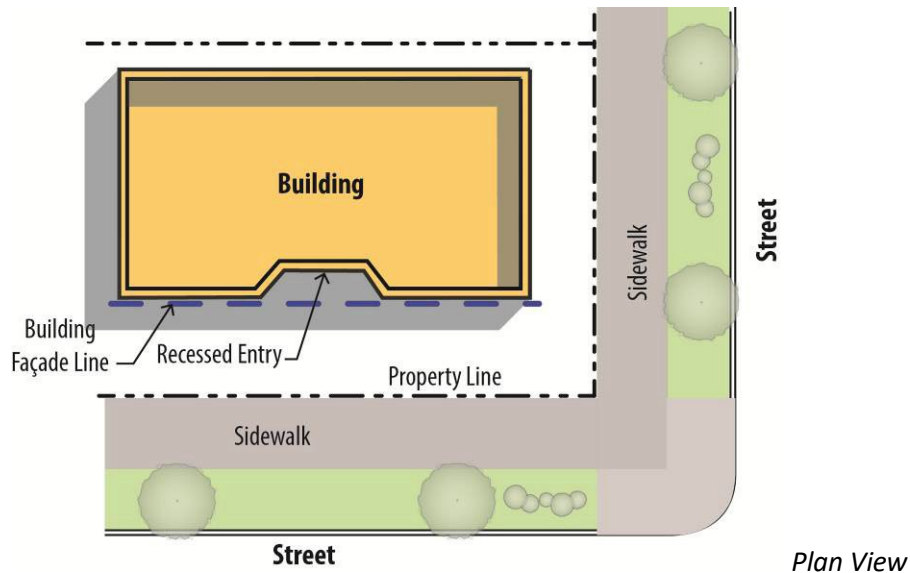 Building
Sidewalk
Street
Building
Façade Line
Recessed Entry
Property Line
Sidewalk
Street
Plan View